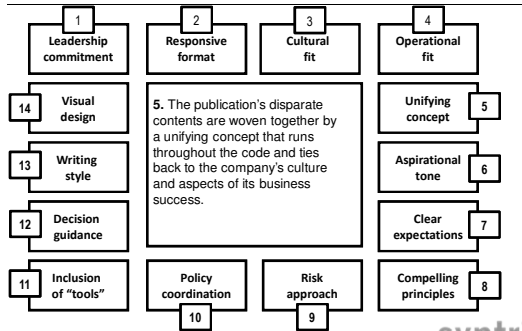 1
2
3
4
Leadership
commitment
Responsive
format
Cultural
fit
Operational
fit
14
Visual
design
5. The publication's disparate
contents are woven together by
a unifying concept that runs
throughout the code and ties
back to the company's culture
and aspects of its business
success.
Unifying
concept
5
13
Writing
style
Aspirational
tone
6
12
Decision
guidance
Clear
expectations
7
11
Inclusion
of "tools"
Policy
coordination
10
Risk
approach
9
Compelling
principles
8